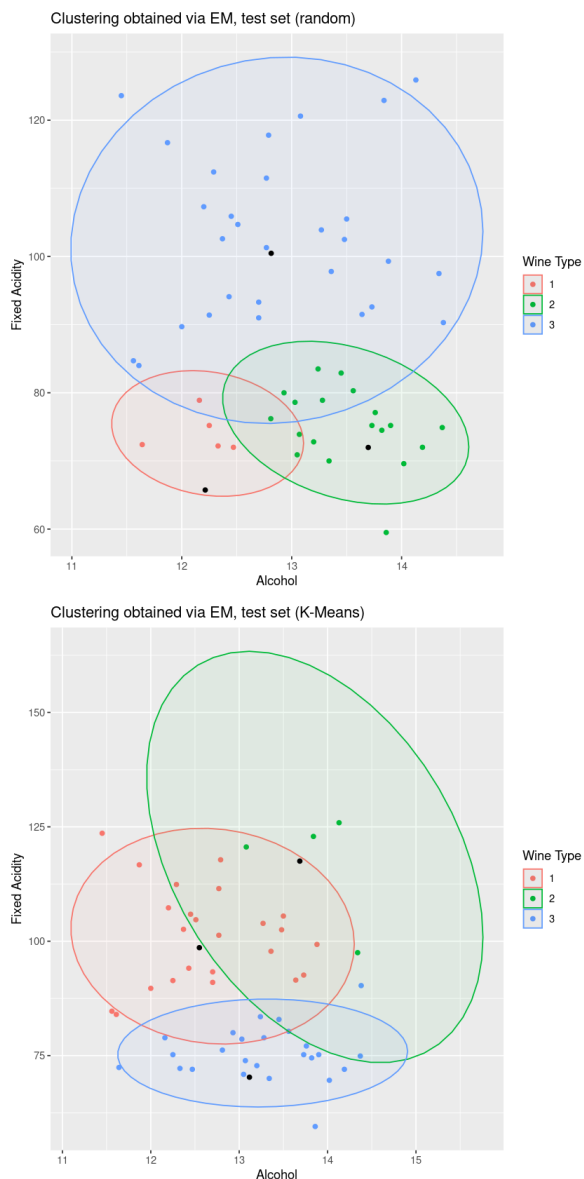 Clustering obtained via EM, test set (random)
Fixed Acidity
120
100
80
60
11 12 13 14
Alcohol
Wine Type
1
2
3
Clustering obtained via EM, test set (K-Means)
Fixed Acidity
150
125
100
75
11 12 13 14 15
Alcohol
Wine Type
1
2
3